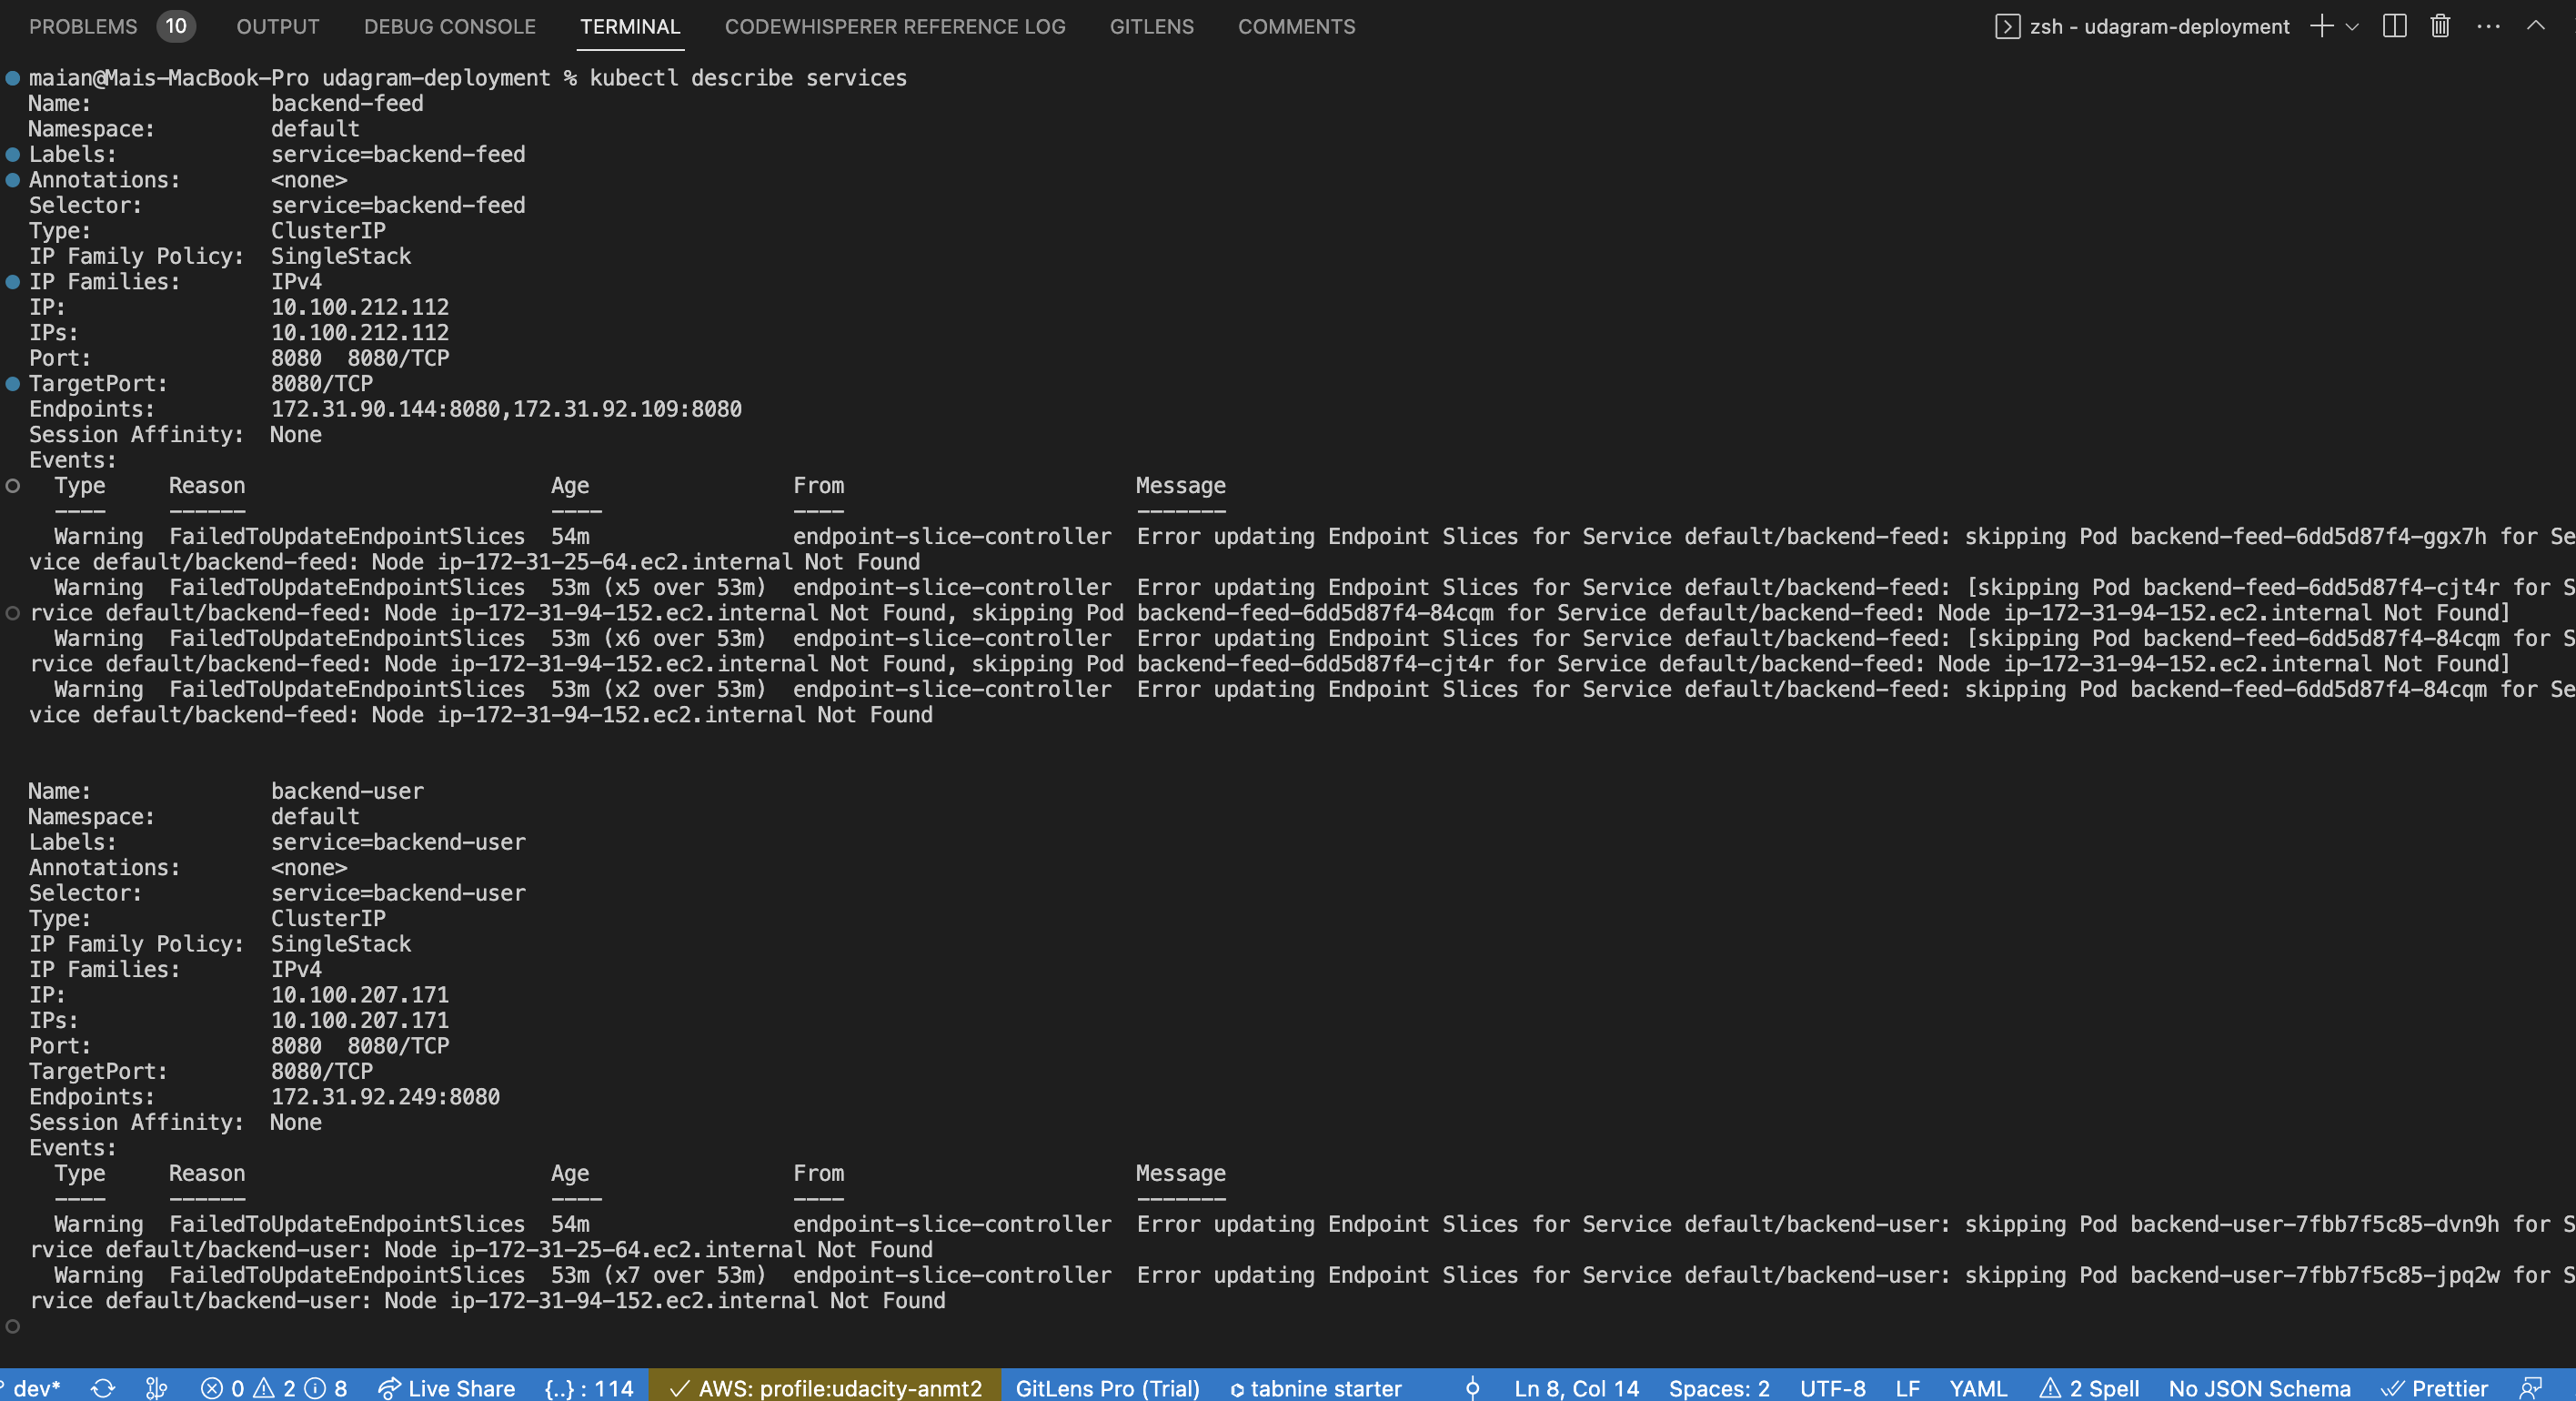 PROBLEMS 10 OUTPUT DEBUG CONSOLE TERMINAL CODEWHISPERER REFERENCE LOG GITLENS COMMENTS zsh - udagram-deployment
maian@Mais-MacBook-Pro udagram-deployment % kubectl describe services
Name: backend-feed
Namespace: default
Labels: service=backend-feed
Annotations: <none>
Selector: service=backend-feed
Type: ClusterIP
IP Family Policy: SingleStack
IP Families: IPv4
IP: 10.100.212.112
IPs: 10.100.212.112
Port: 8080 8080/TCP
TargetPort: 8080/TCP
Endpoints: 172.31.90.144:8080,172.31.92.109:8080
Session Affinity: None
Events:
Type Reason Age From Message
---- ------ ---- ---- -------
Warning FailedToUpdateEndpointSlices 54m endpoint-slice-controller Error updating Endpoint Slices for Service default/backend-feed: skipping Pod backend-feed-6dd5d87f4-ggx7h for Se
vice default/backend-feed: Node ip-172-31-25-64.ec2.internal Not Found
Warning FailedToUpdateEndpointSlices 53m (x5 over 53m) endpoint-slice-controller Error updating Endpoint Slices for Service default/backend-feed: [skipping Pod backend-feed-6dd5d87f4-cjt4r for S
rvice default/backend-feed: Node ip-172-31-94-152.ec2.internal Not Found, skipping Pod backend-feed-6dd5d87f4-84cqm for Service default/backend-feed: Node ip-172-31-94-152.ec2.internal Not Found]
Warning FailedToUpdateEndpointSlices 53m (x6 over 53m) endpoint-slice-controller Error updating Endpoint Slices for Service default/backend-feed: [skipping Pod backend-feed-6dd5d87f4-84cqm for S
rvice default/backend-feed: Node ip-172-31-94-152.ec2.internal Not Found, skipping Pod backend-feed-6dd5d87f4-cjt4r for Service default/backend-feed: Node ip-172-31-94-152.ec2.internal Not Found]
Warning FailedToUpdateEndpointSlices 53m (x2 over 53m) endpoint-slice-controller Error updating Endpoint Slices for Service default/backend-feed: skipping Pod backend-feed-6dd5d87f4-84cqm for Se
vice default/backend-feed: Node ip-172-31-94-152.ec2.internal Not Found
Name: backend-user
Namespace: default
Labels: service=backend-user
Annotations: <none>
Selector: service=backend-user
Type: ClusterIP
IP Family Policy: SingleStack
IP Families: IPv4
IP: 10.100.207.171
IPs: 10.100.207.171
Port: 8080 8080/TCP
TargetPort: 8080/TCP
Endpoints: 172.31.92.249:8080
Session Affinity: None
Events:
Type Reason Age From Message
---- ------ ---- ---- -------
Warning FailedToUpdateEndpointSlices 54m endpoint-slice-controller Error updating Endpoint Slices for Service default/backend-user: skipping Pod backend-user-7fbb7f5c85-dvn9h for S
rvice default/backend-user: Node ip-172-31-25-64.ec2.internal Not Found
Warning FailedToUpdateEndpointSlices 53m (x7 over 53m) endpoint-slice-controller Error updating Endpoint Slices for Service default/backend-user: skipping Pod backend-user-7fbb7f5c85-jpq2w for S
rvice default/backend-user: Node ip-172-31-94-152.ec2.internal Not Found
dev* 0 2 8 Live Share {..} : 114 AWS: profile:udacity-anmt2 GitLens Pro (Trial) tabnine starter Ln 8, Col 14 Spaces: 2 UTF-8 LF YAML 2 Spell No JSON Schema Prettier